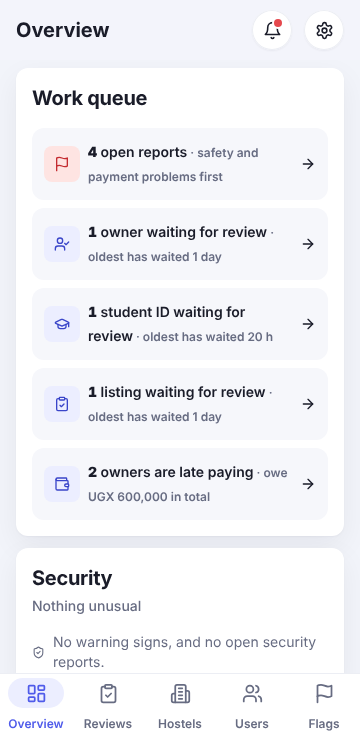 Overview
Work queue
4 open reports · safety and
payment problems first
1 owner waiting for review ·
oldest has waited 1 day
1 student ID waiting for
review · oldest has waited 20 h
1 listing waiting for review ·
oldest has waited 1 day
2 owners are late paying · owe
UGX 600,000 in total
Security
Nothing unusual
No warning signs, and no open security
reports.
Overview Reviews Hostels Users Flags